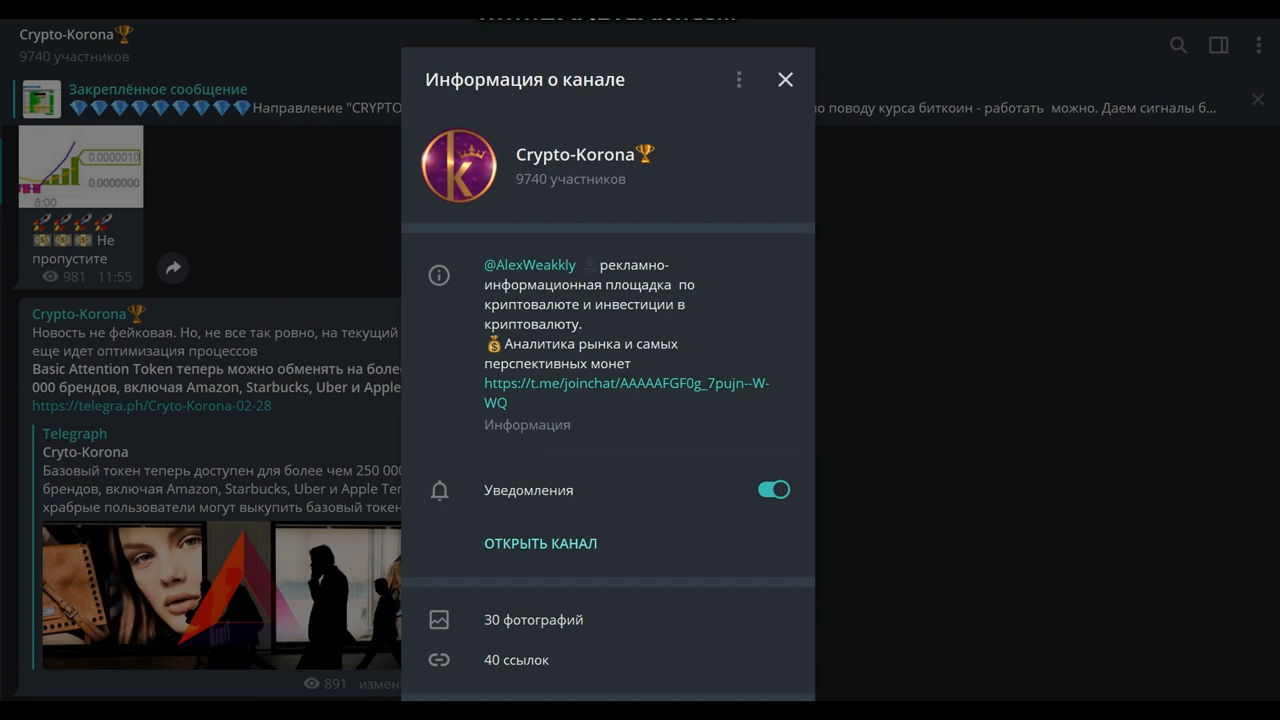 Crypto-Korona🏆
9740 участников
Закреплённое сообщение
💎💎💎💎💎💎💎💎💎Направление "CRYPTO
по поводу курса биткоин - работать можно. Даем сигналы б...
0.0000010
0.0000000
8:00
🚀🚀🚀🚀
💵💵💵 Не
пропустите
981 11:55
Crypto-Korona🏆
Новость не фейковая. Но, не все так ровно, на текущий
еще идет оптимизация процессов
Basic Attention Token теперь можно обменять на боле
000 брендов, включая Amazon, Starbucks, Uber и Apple
https://telegra.ph/Cryto-Korona-02-28
Telegraph
Cryto-Korona
Базовый токен теперь доступен для более чем 250 000
брендов, включая Amazon, Starbucks, Uber и Apple Тег
храбрые пользователи могут выкупить базовый токен
891 измене
Информация о канале
Crypto-Korona🏆
9740 участников
@AlexWeakkly рекламно-
информационная площадка по
криптовалюте и инвестиции в
криптовалюту.
💰Аналитика рынка и самых
перспективных монет
https://t.me/joinchat/AAAAAFGF0g_7pujn--W-
WQ
Информация
Уведомления
ОТКРЫТЬ КАНАЛ
30 фотографий
40 ссылок